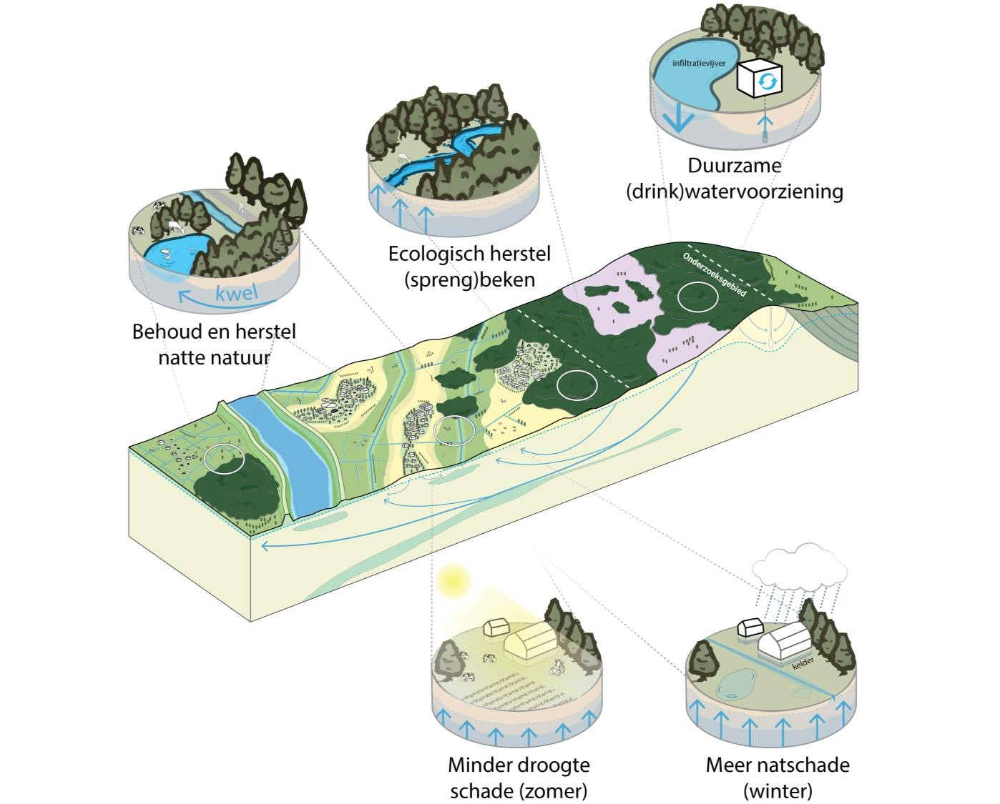 infiltratievijver
Duurzame
(drink)watervoorziening
Ecologisch herstel
(spreng)beken
kwel
Behoud en herstel
natte natuur
Onderzoeksgebied
kelder
Minder droogte
schade (zomer)
Meer natschade
(winter)